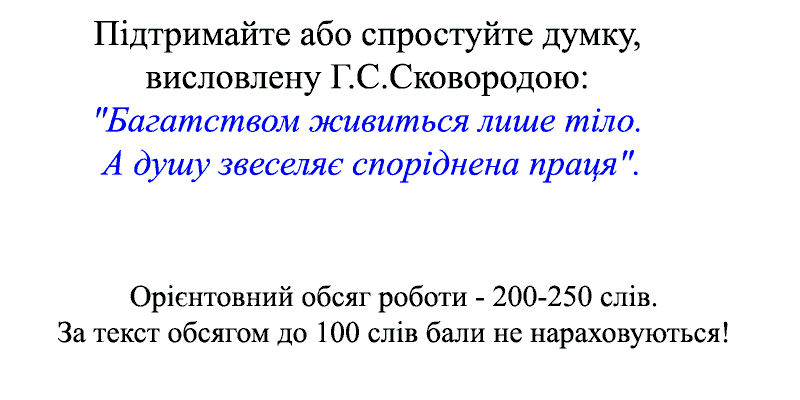 Підтримайте або спростуйте думку,
висловлену Г.С.Сковородою:
"Багатством живиться лише тіло.
А душу звеселяє споріднена праця".
Орієнтовний обсяг роботи - 200-250 слів.
За текст обсягом до 100 слів бали не нараховуються!